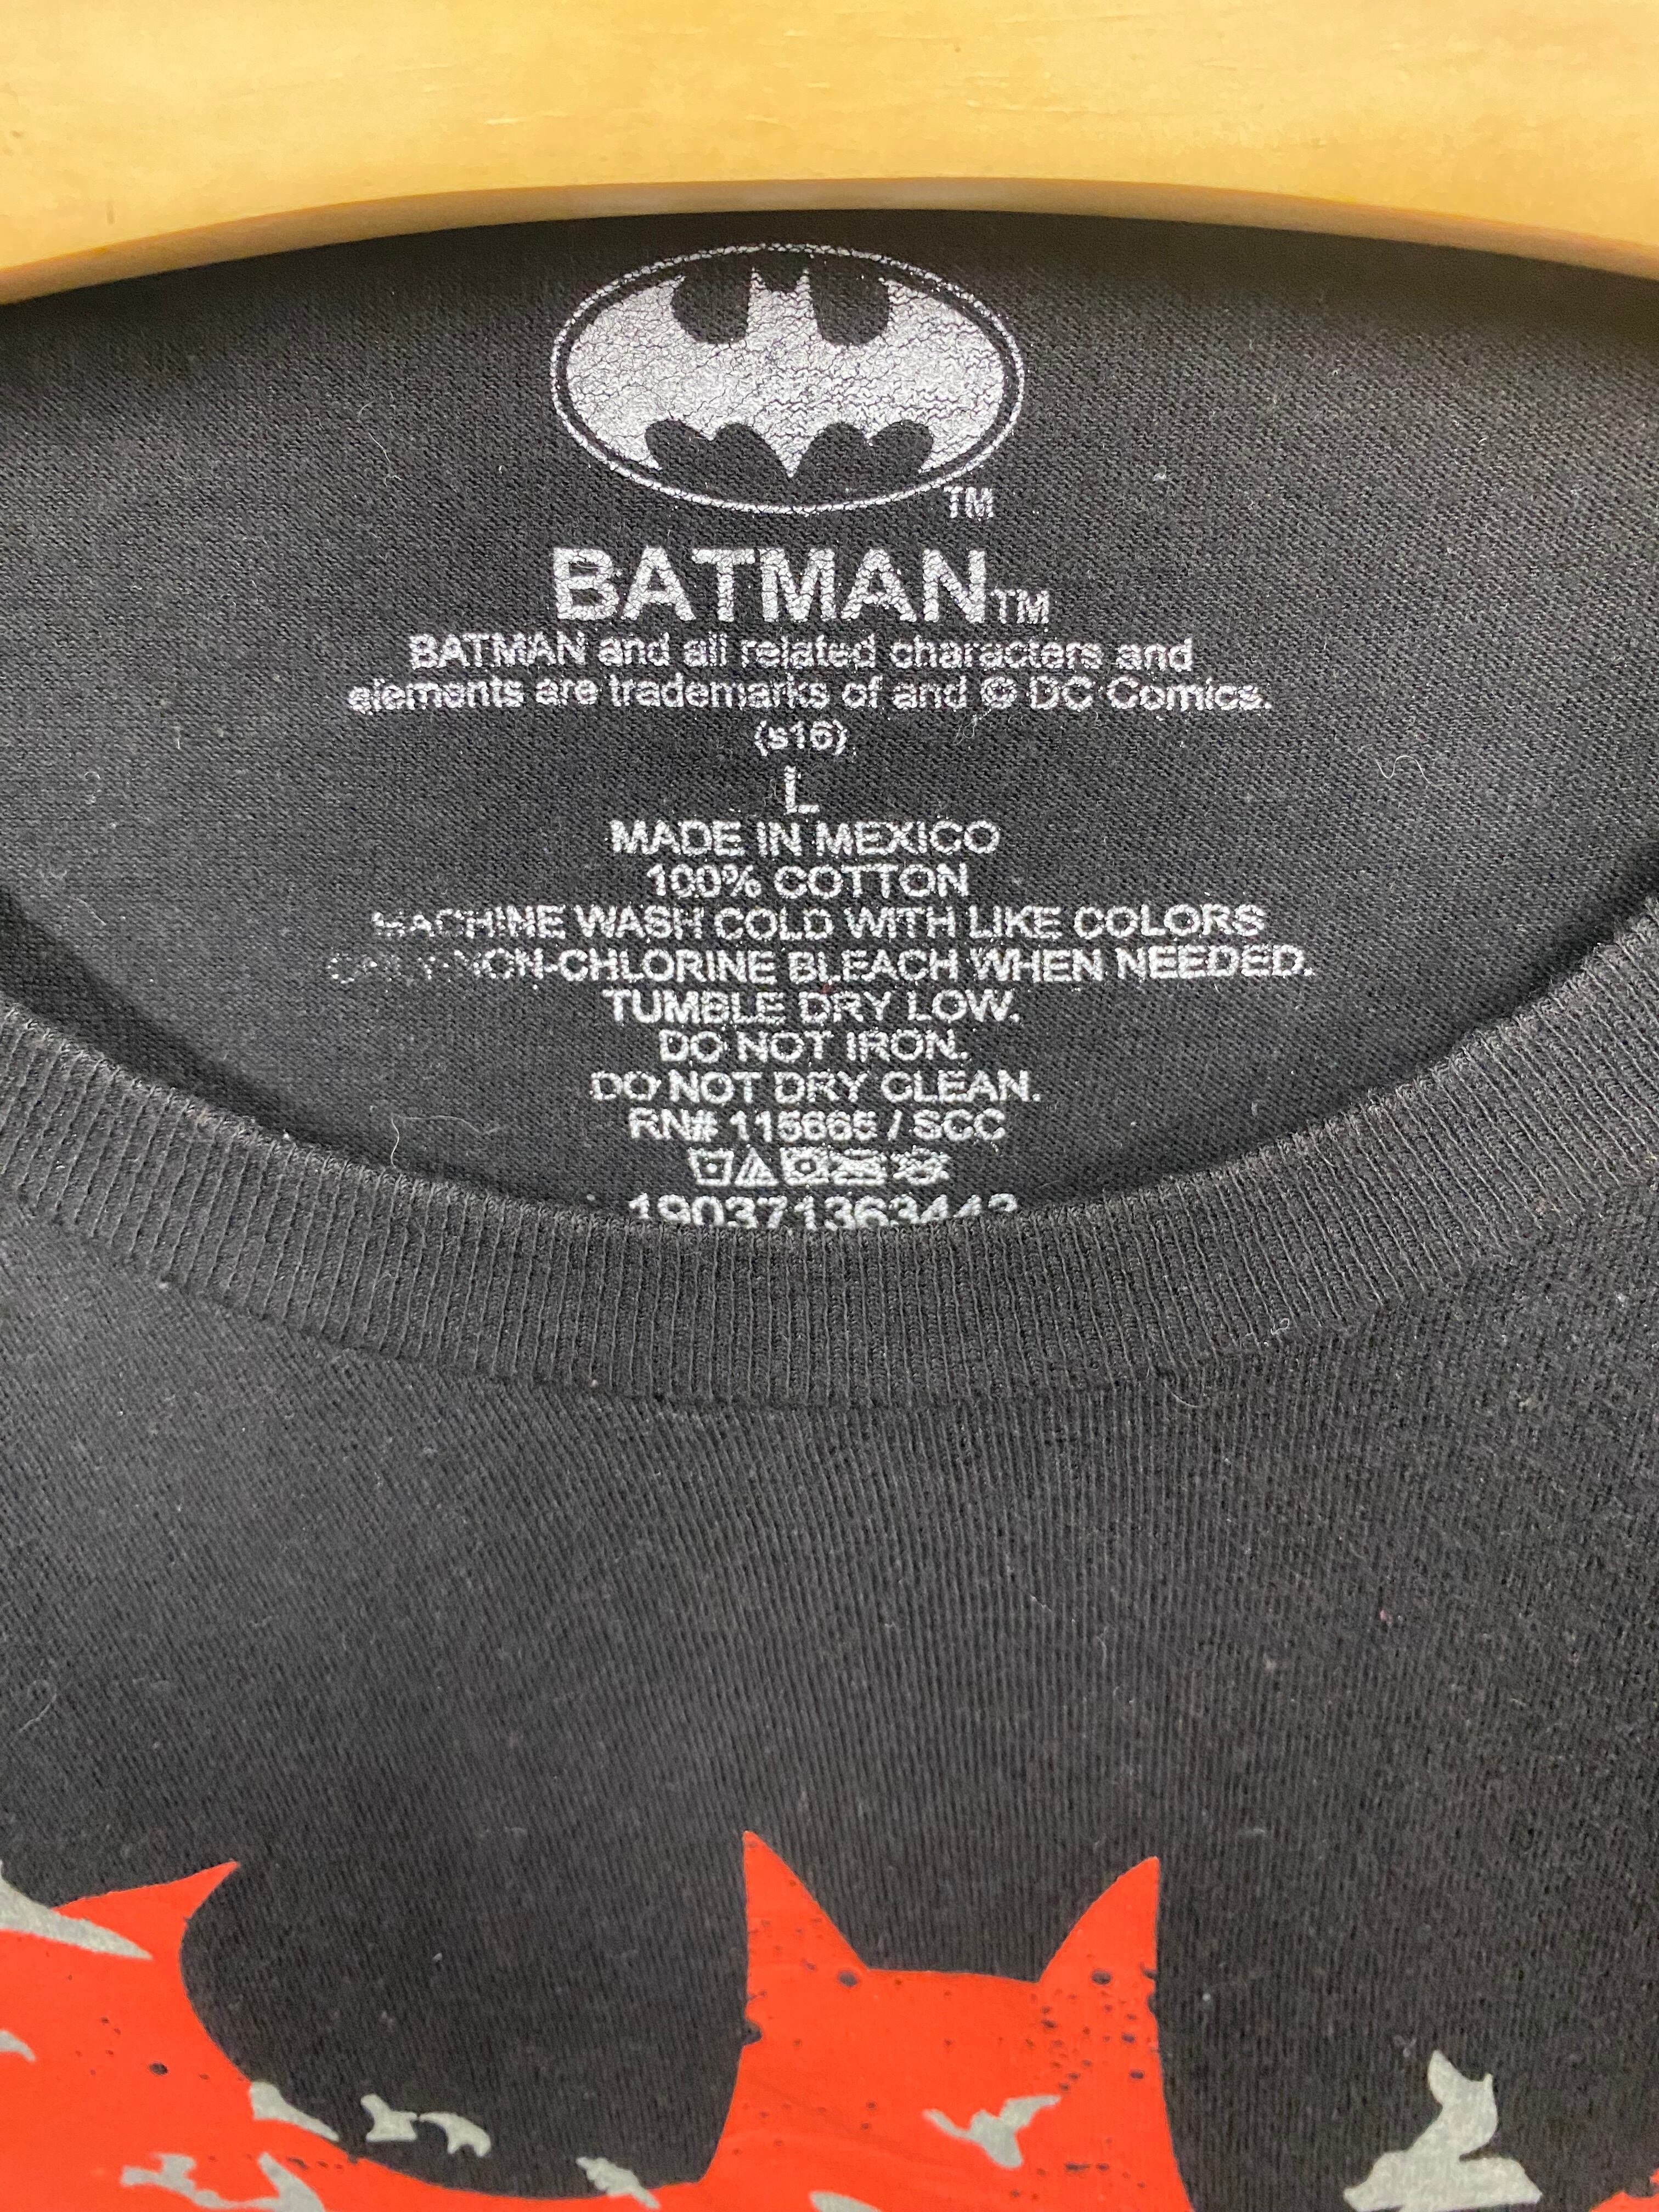 TM
BATMAN TM
BATMAN and all related characters and
elements are trademarks of and © DC Comics.
(s16)
L
MADE IN MEXICO
100% COTTON
MACHINE WASH COLD WITH LIKE COLORS
ONLY NON-CHLORINE BLEACH WHEN NEEDED.
TUMBLE DRY LOW.
DO NOT IRON.
DO NOT DRY CLEAN.
RN# 115665 / SCC